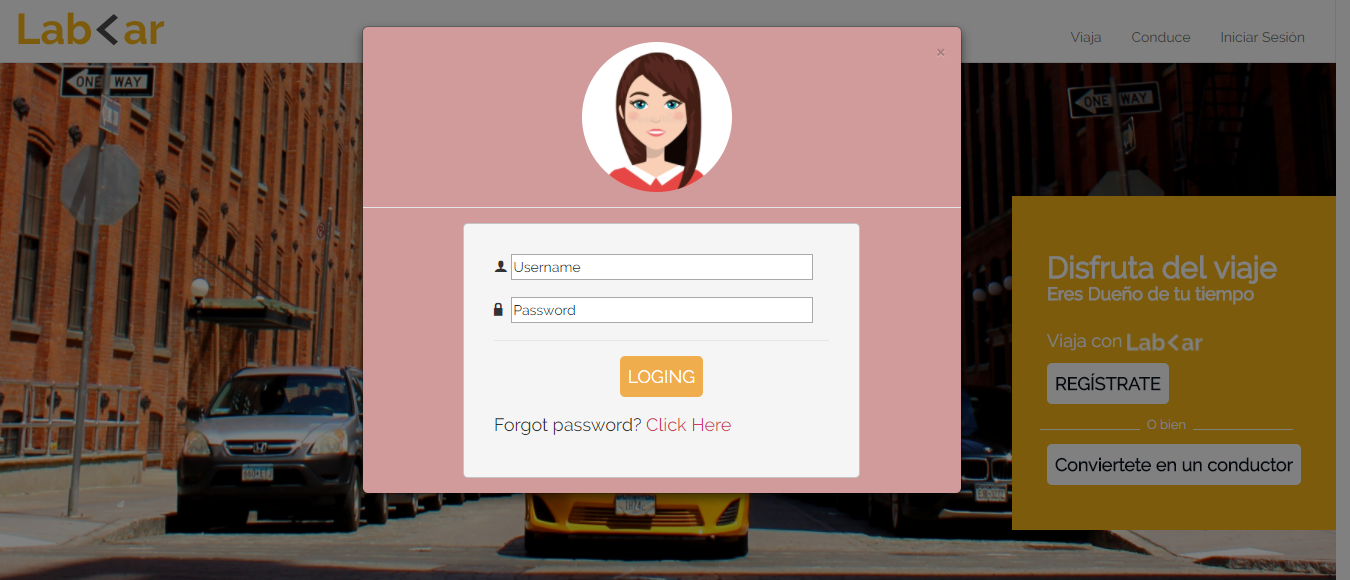 Lab<ar
Viaja Conduce Iniciar Sesión
×
ONE WAY
ONE WAY
Username
Password
LOGING
Forgot password? Click Here
Disfruta del viaje
Eres Dueño de tu tiempo
Viaja con Lab<ar
REGÍSTRATE
O bien
Conviertete en un conductor